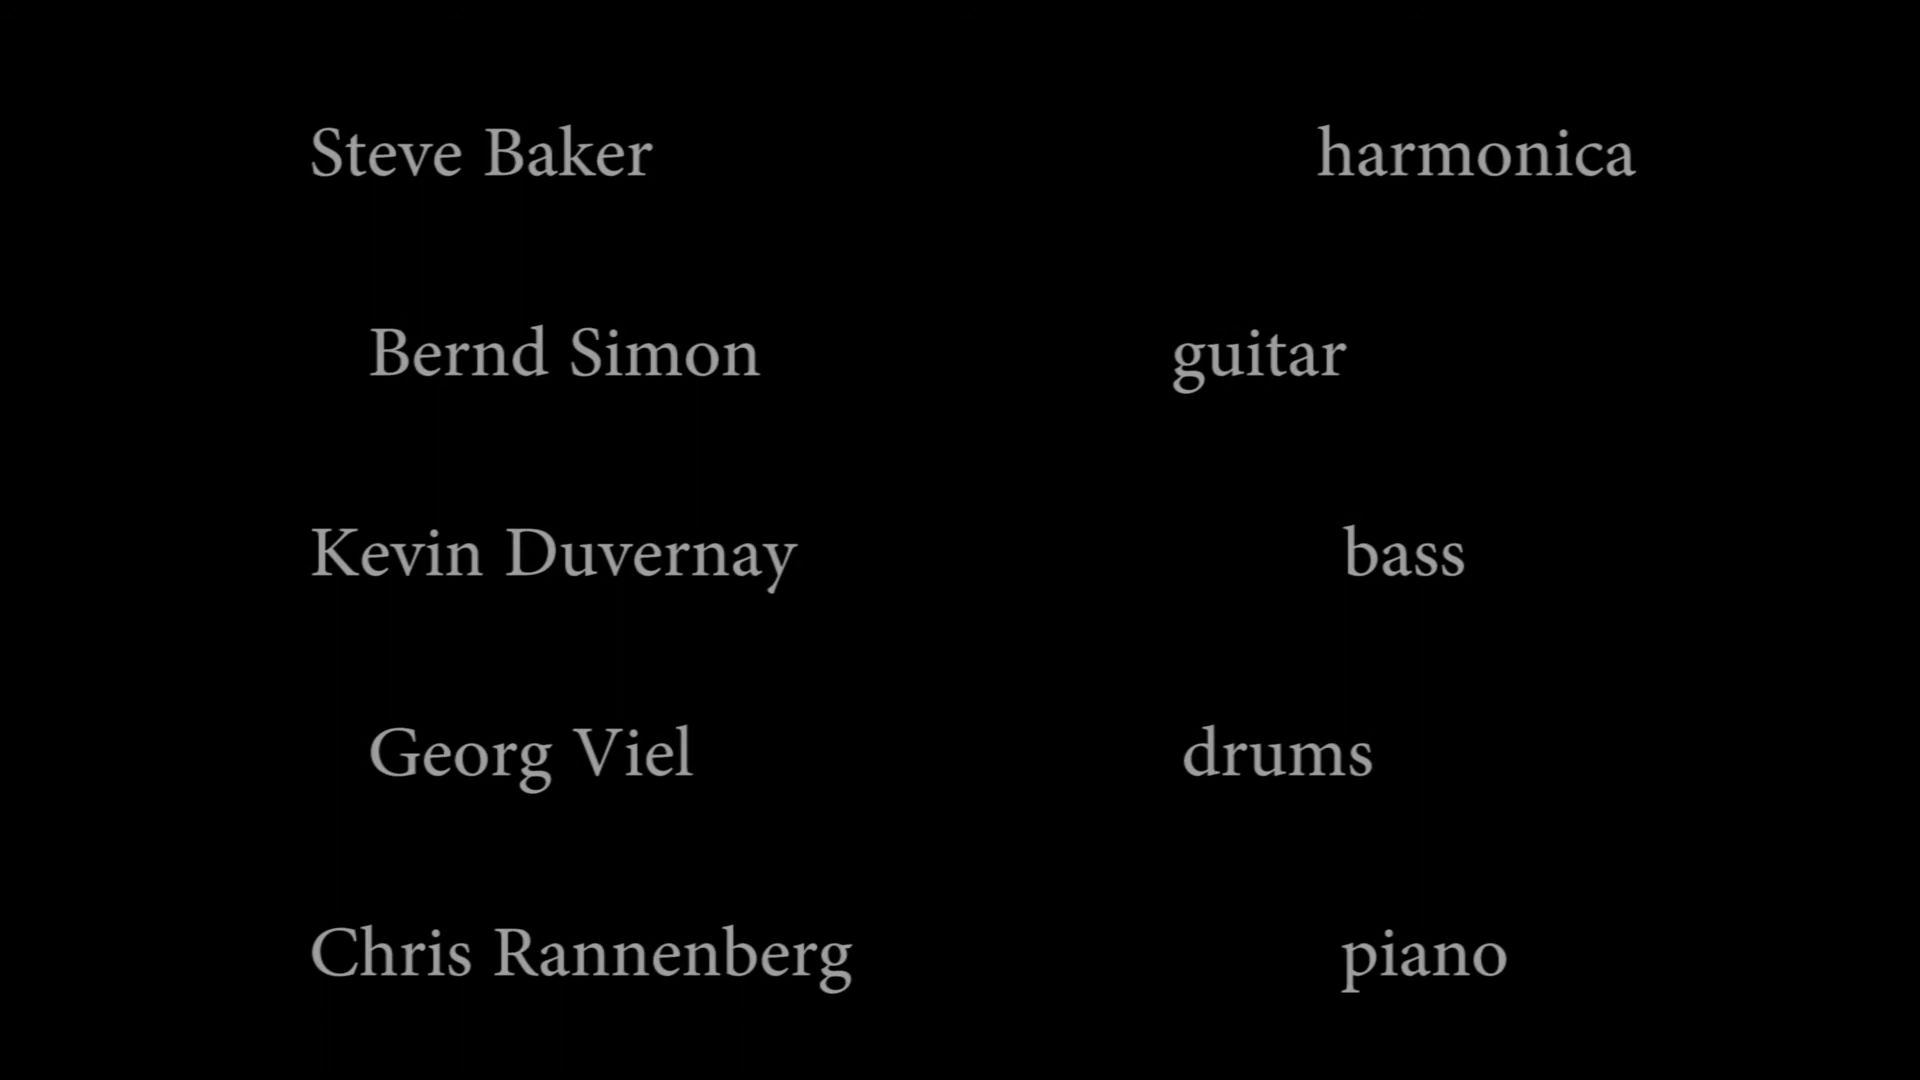 Steve Baker harmonica
Bernd Simon guitar
Kevin Duvernay bass
Georg Viel drums
Chris Rannenberg piano